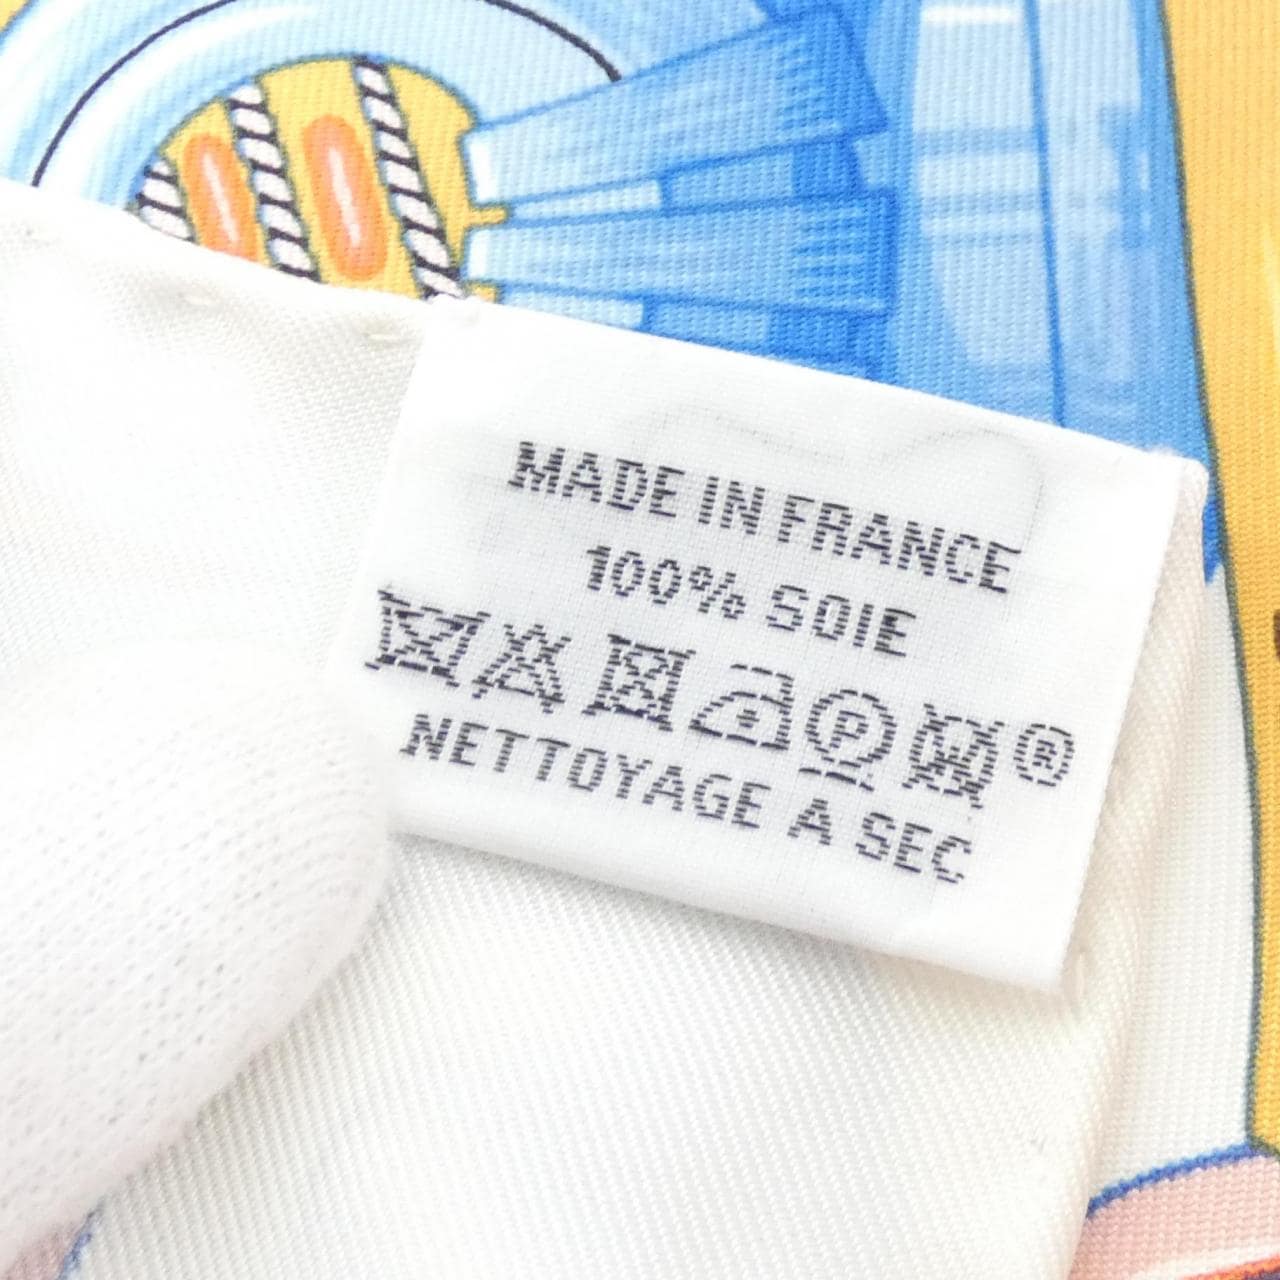 MADE IN FRANCE
100% SOIE
P ®
NETTOYAGE A SEC